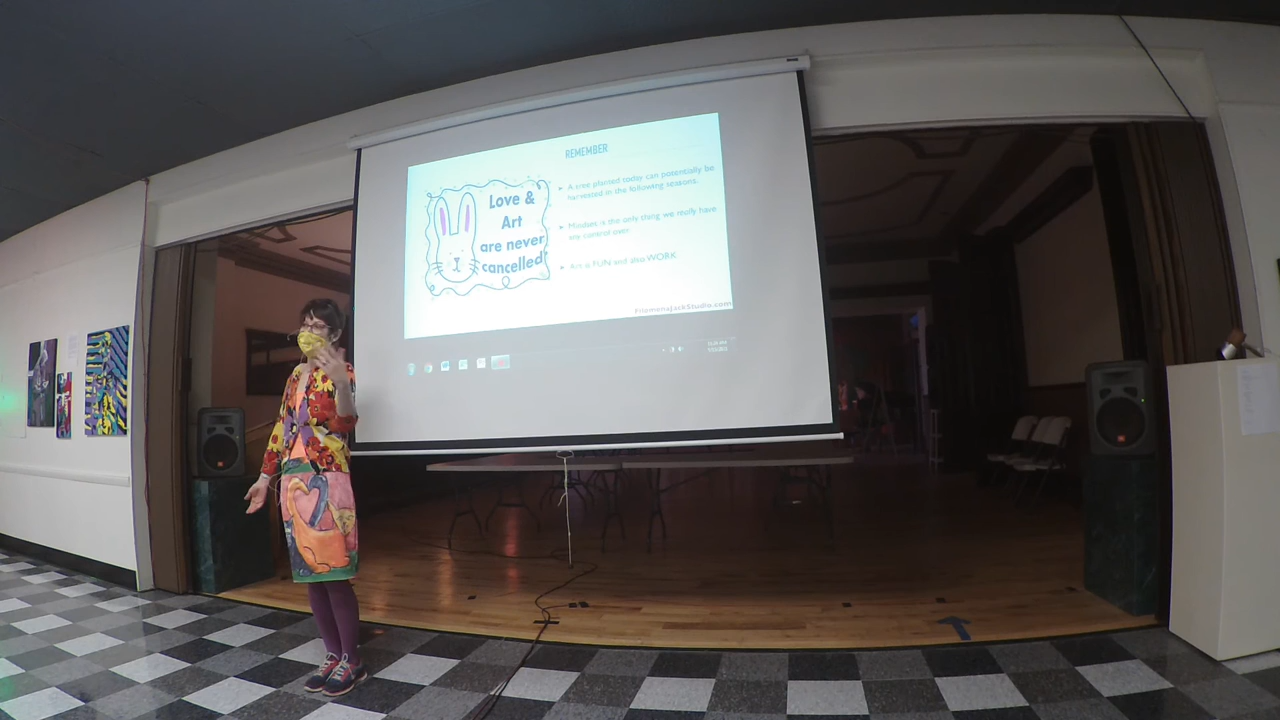 REMEMBER
Love &
Art
are never
cancelled!
A tree planted today can potentially be
harvested in the following seasons.
Mindset is the only thing we really have
any control over.
Art is FUN and also WORK
FilomenaJackStudio.com